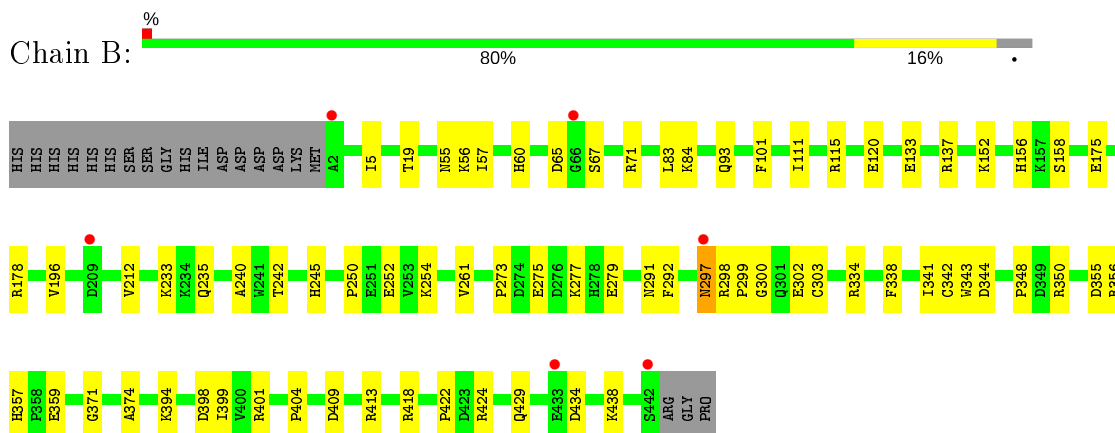 %
Chain B:
80% 16% •
HIS HIS HIS HIS HIS HIS SER SER GLY HIS ILE ASP ASP ASP ASP LYS MET A2 I5 T19 N55 K56 I57 H60 D65 G66 S67 R71 L83 K84 Q93 F101 I111 R115 E120 E133 R137 K152 H156 K157 S158 E175
R178 V196 D209 V212 K233 K234 Q235 A240 W241 T242 H245 P250 E251 E252 V253 K254 V261 P273 D274 E275 D276 K277 H278 E279 N291 F292 N297 R298 P299 G300 Q301 E302 C303 R334 F338 I341 C342 W343 D344 P348 D349 R350 D355 R356
H357 P358 E359 G371 A374 K394 D398 I399 V400 R401 P404 D409 R413 R418 P422 D423 R424 Q429 E433 D434 K438 S442 ARG GLY PRO